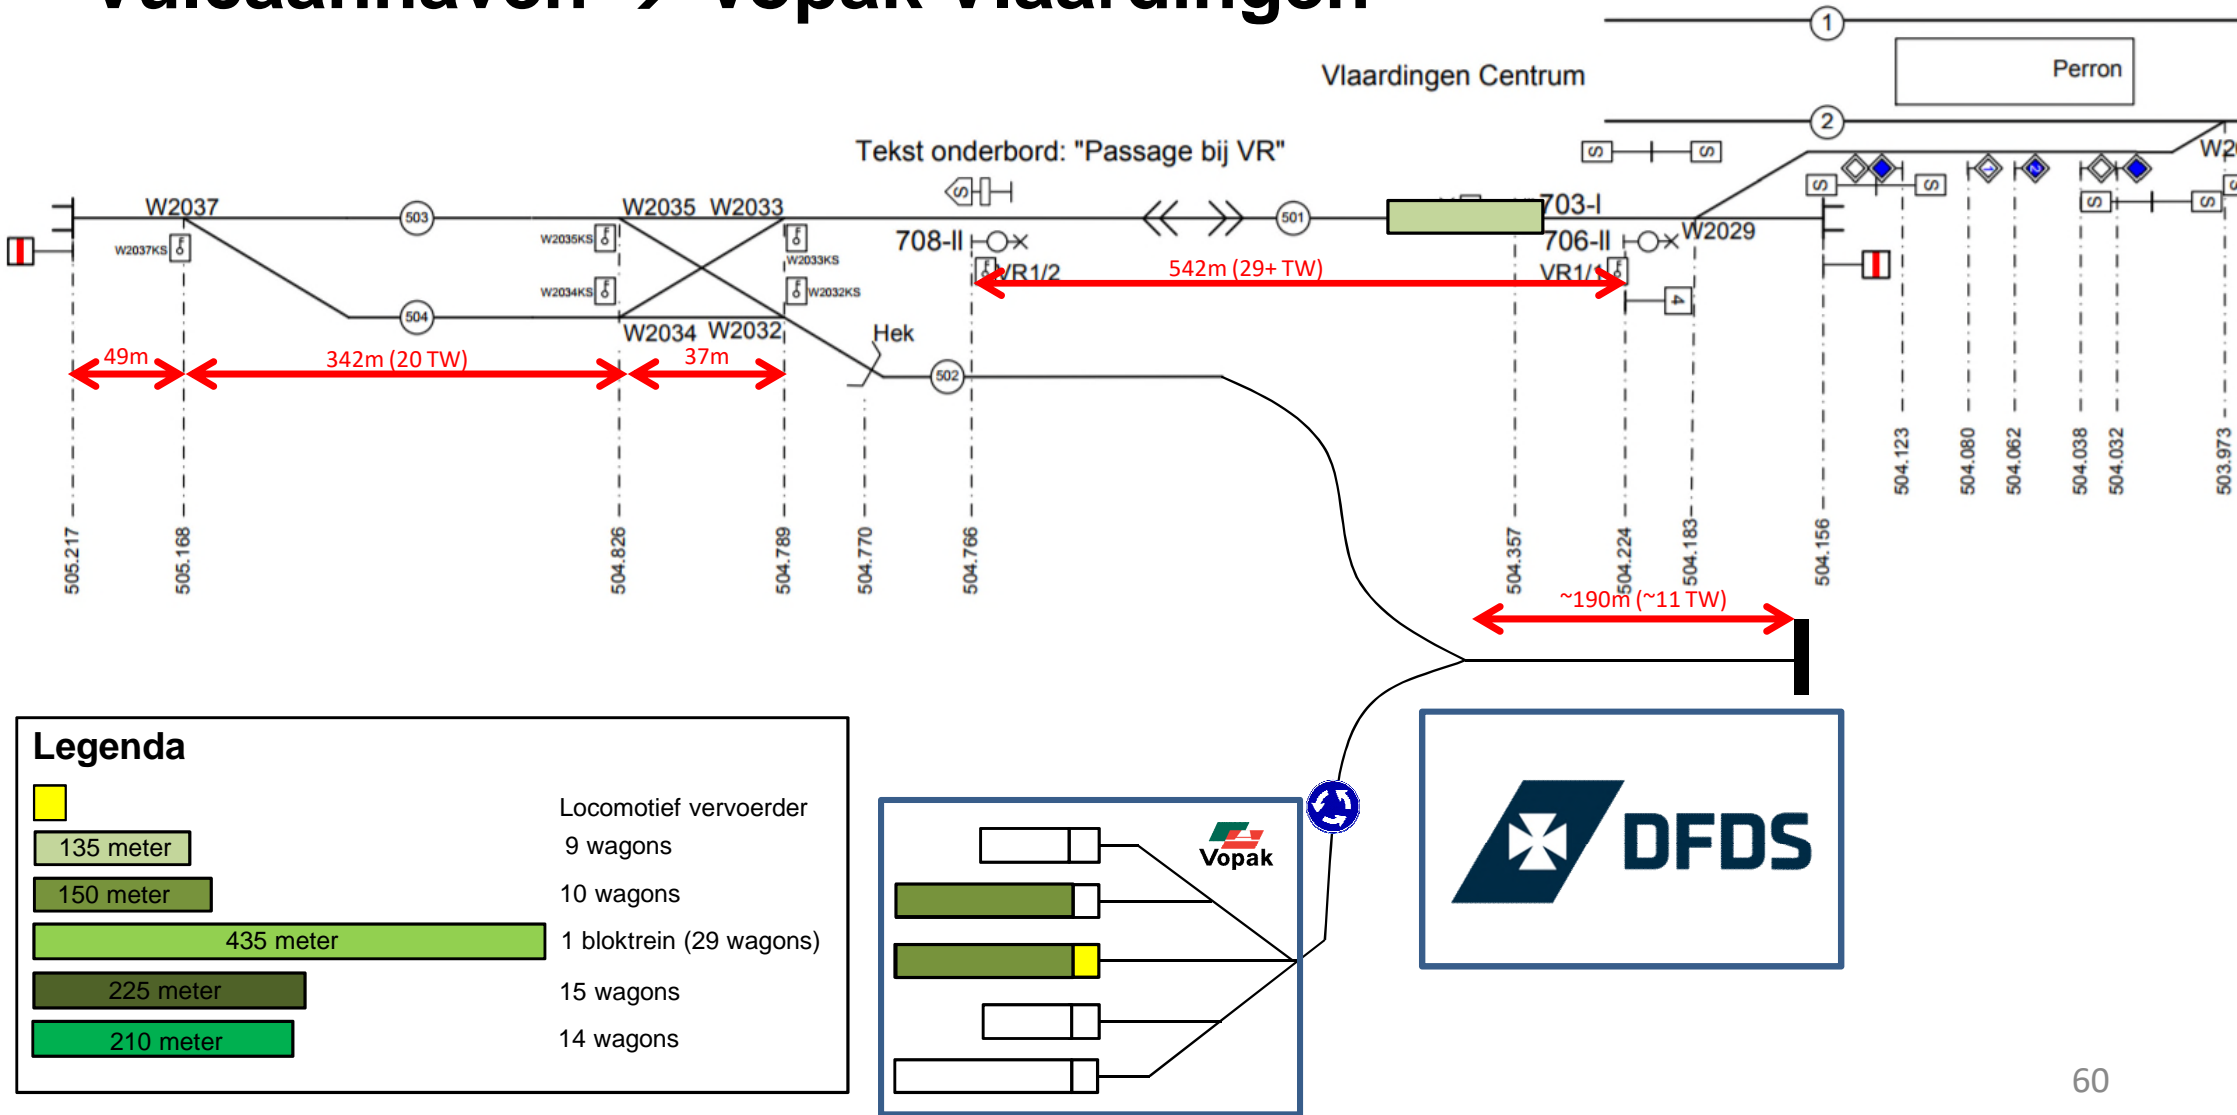 Vulcaanhaven → Vopak Vlaardingen
1
Perron
Vlaardingen Centrum
2
Tekst onderbord: "Passage bij VR"
S
S
S
S
S
S
S
1
2
W2037
503
W2035
W2033
501
703-I
W2029
W2037KS
W2035KS
W2033KS
708-II
706-II
VR1/2
542m (29+ TW)
W2034KS
W2032KS
4
504
W2034
W2032
Hek
49m
342m (20 TW)
37m
502
505.217
505.168
504.826
504.789
504.770
504.766
504.357
504.224
504.183
504.156
504.123
504.080
504.062
504.038
504.032
503.973
~190m (~11 TW)
Legenda
Locomotief vervoerder
135 meter
9 wagons
150 meter
10 wagons
435 meter
1 bloktrein (29 wagons)
225 meter
15 wagons
210 meter
14 wagons
Vopak
DFDS
60